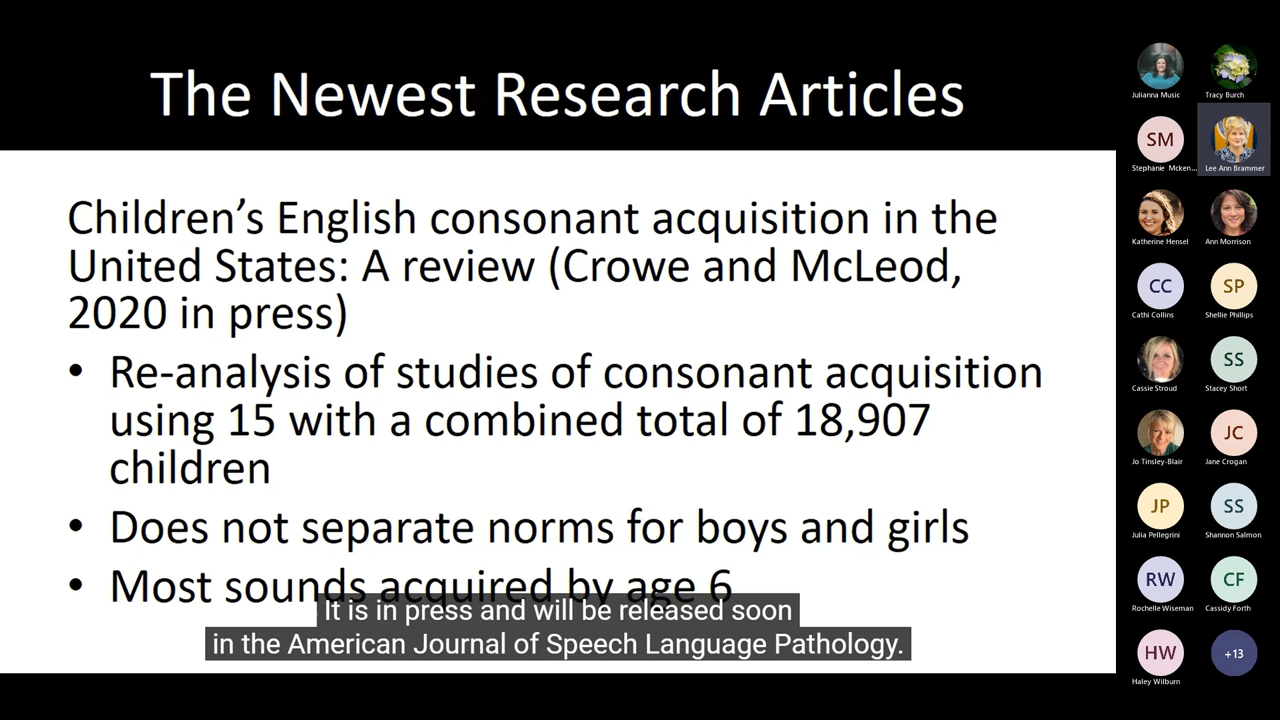 The Newest Research Articles
Children’s English consonant acquisition in the
United States: A review (Crowe and McLeod,
2020 in press)
• Re-analysis of studies of consonant acquisition
using 15 with a combined total of 18,907
children
• Does not separate norms for boys and girls
• Most sounds acquired by age 6
It is in press and will be released soon
in the American Journal of Speech Language Pathology.
Julianna Music
Tracy Burch
SM
Stephanie Mcken...
Lee Ann Brammer
Katherine Hensel
Ann Morrison
CC
Cathi Collins
SP
Shellie Phillips
Cassie Stroud
SS
Stacey Short
Jo Tinsley-Blair
JC
Jane Crogan
JP
Julia Pellegrini
SS
Shannon Salmon
RW
Rochelle Wiseman
CF
Cassidy Forth
HW
Haley Wilburn
+13